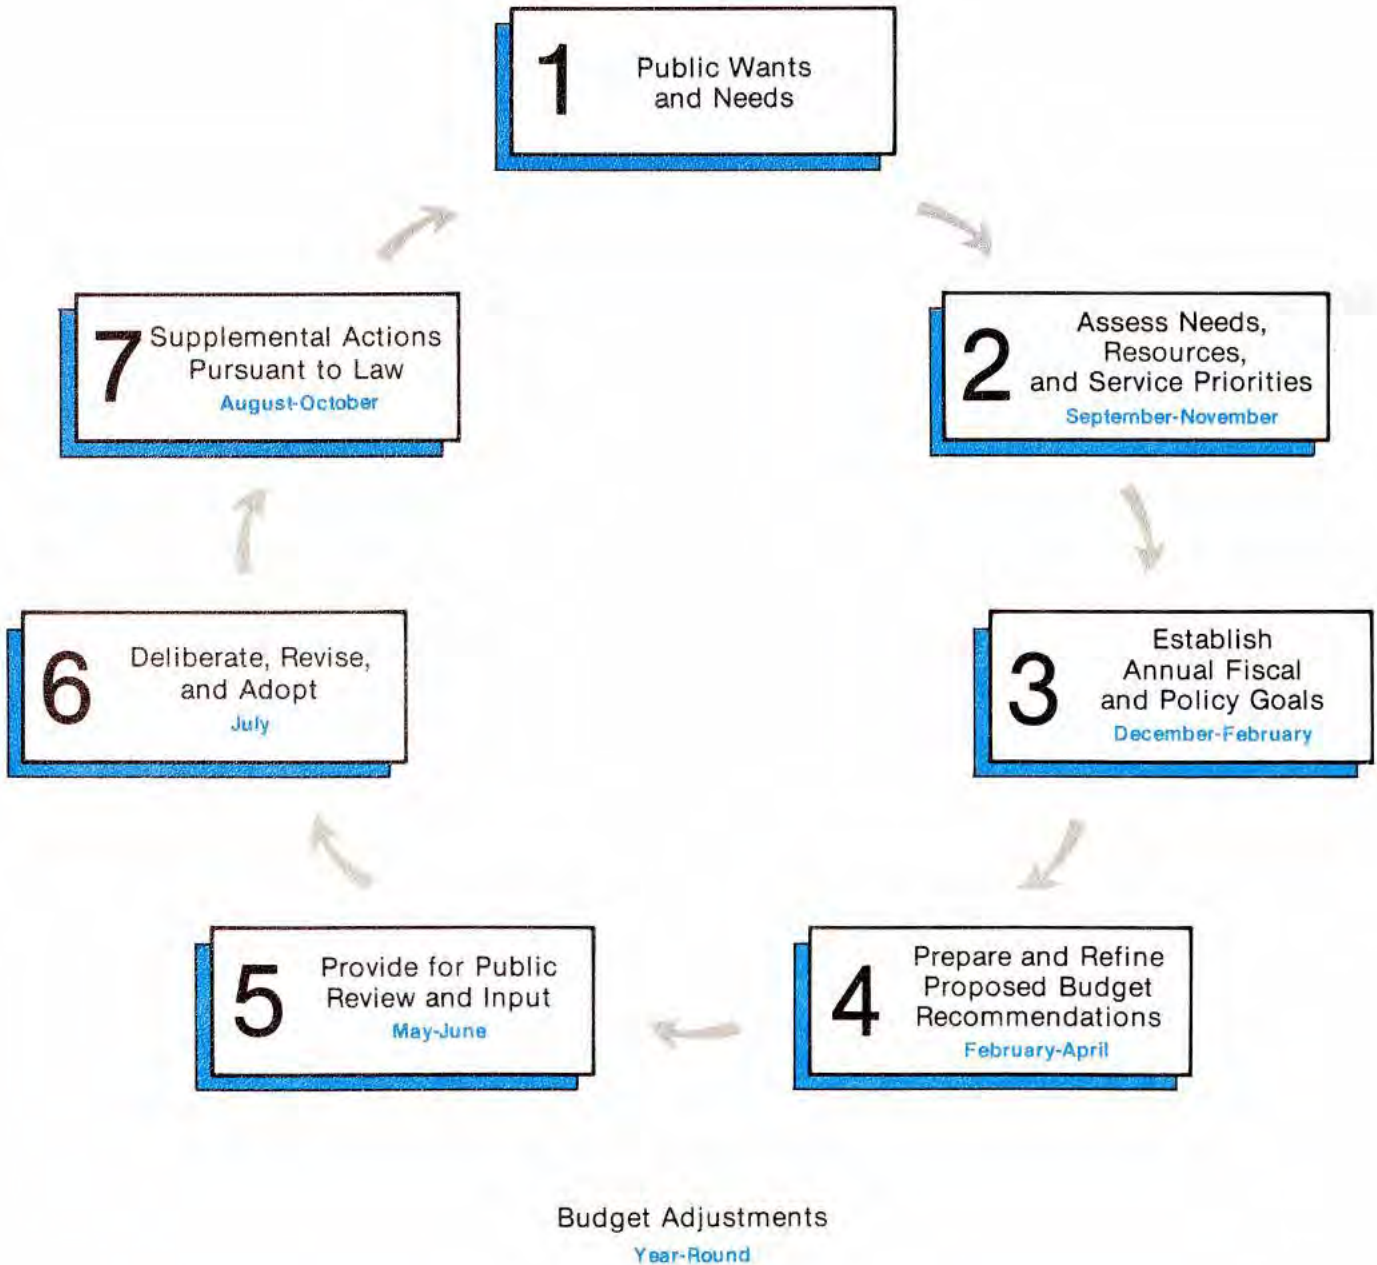 1
Public Wants
and Needs
2
Assess Needs,
Resources,
and Service Priorities
September-November
3
Establish
Annual Fiscal
and Policy Goals
December-February
4
Prepare and Refine
Proposed Budget
Recommendations
February-April
5
Provide for Public
Review and Input
May-June
6
Deliberate, Revise,
and Adopt
July
7
Supplemental Actions
Pursuant to Law
August-October
Budget Adjustments
Year-Round